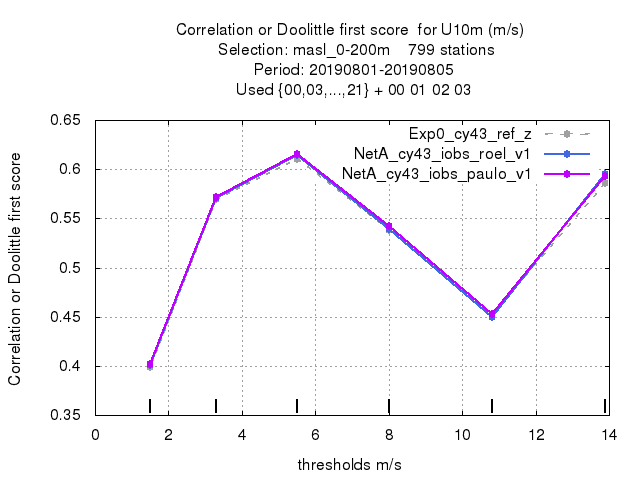 Correlation or Doolittle first score  for U10m (m/s)
Selection: masl_0-200m    799 stations
Period: 20190801-20190805
Used {00,03,...,21} + 00 01 02 03
Exp0_cy43_ref_z
NetA_cy43_iobs_roel_v1
NetA_cy43_iobs_paulo_v1
Correlation or Doolittle first score
0.65
0.6
0.55
0.5
0.45
0.4
0.35
0 2 4 6 8 10 12 14
thresholds m/s